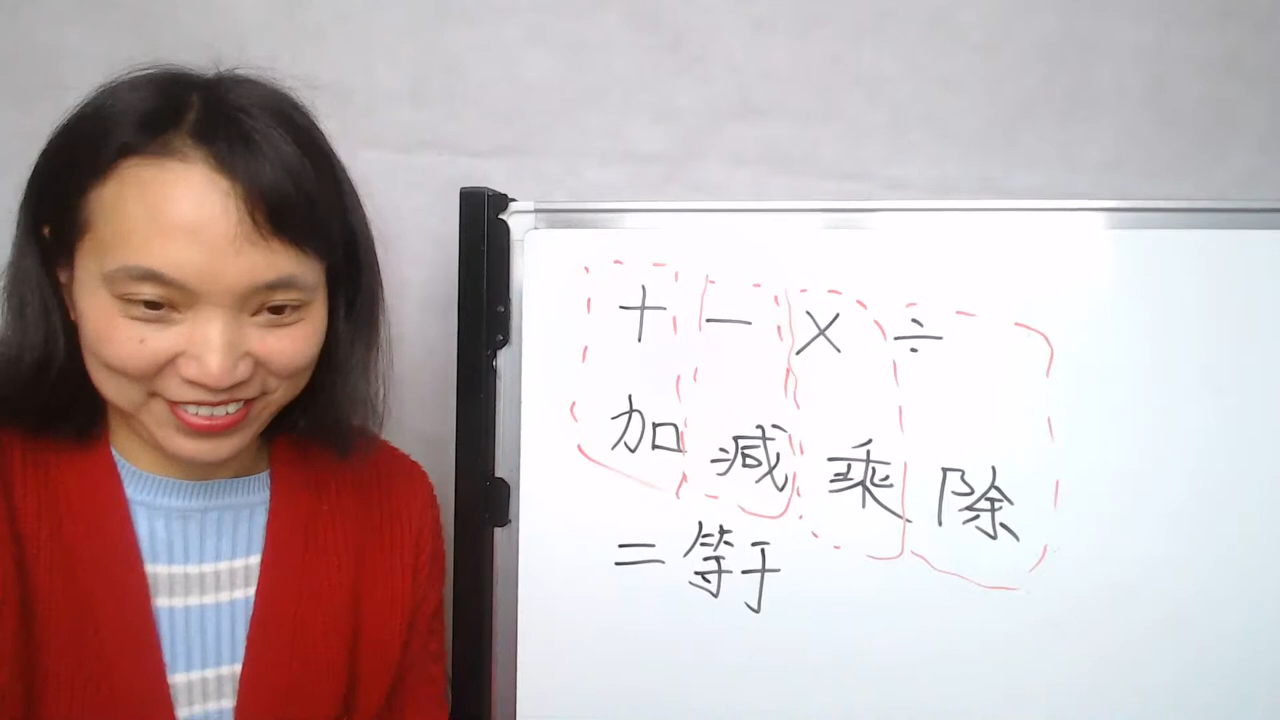 + − × ÷
加 减 乘 除
= 等于